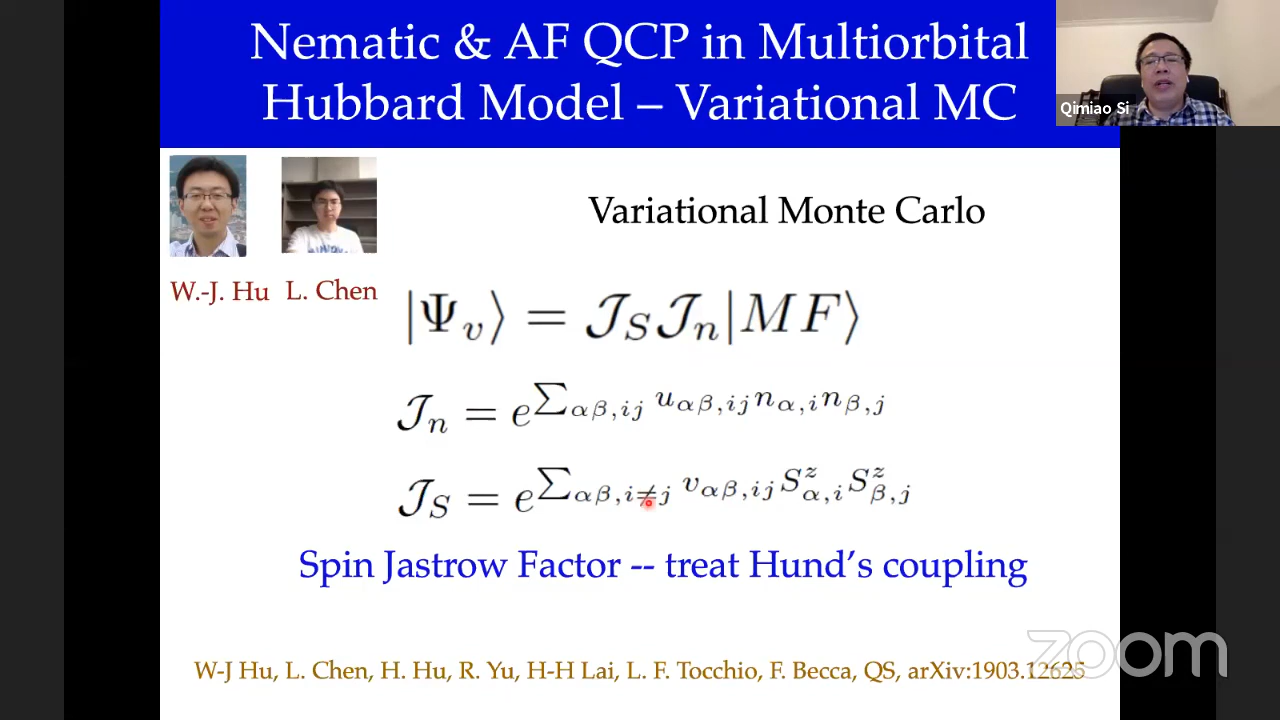 Nematic & AF QCP in Multiorbital
Hubbard Model – Variational MC
Qimiao Si
Variational Monte Carlo
W.-J. Hu L. Chen
|Ψ_v⟩ = 𝒥_S 𝒥_n |MF⟩
𝒥_n = e^{∑_{αβ,ij} u_{αβ,ij} n_{α,i} n_{β,j}}
𝒥_S = e^{∑_{αβ,i≠j} v_{αβ,ij} S^z_{α,i} S^z_{β,j}}
Spin Jastrow Factor -- treat Hund's coupling
zoom
W-J Hu, L. Chen, H. Hu, R. Yu, H-H Lai, L. F. Tocchio, F. Becca, QS, arXiv:1903.12625